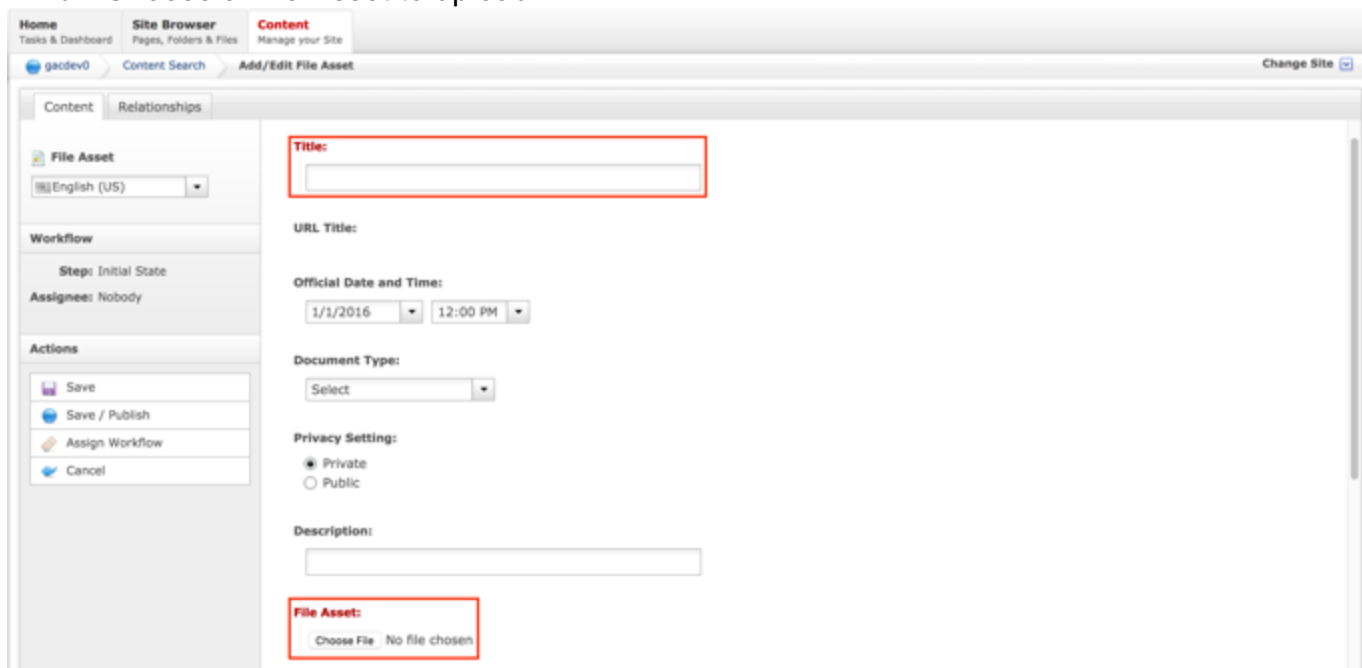 Home
Tasks & Dashboard
Site Browser
Pages, Folders & Files
Content
Manage your Site
gacdev0
Content Search
Add/Edit File Asset
Change Site
Content
Relationships
File Asset
English (US)
Workflow
Step: Initial State
Assignee: Nobody
Actions
Save
Save / Publish
Assign Workflow
Cancel
Title:
URL Title:
Official Date and Time:
1/1/2016
12:00 PM
Document Type:
Select
Privacy Setting:
Private
Public
Description:
File Asset:
Choose File No file chosen